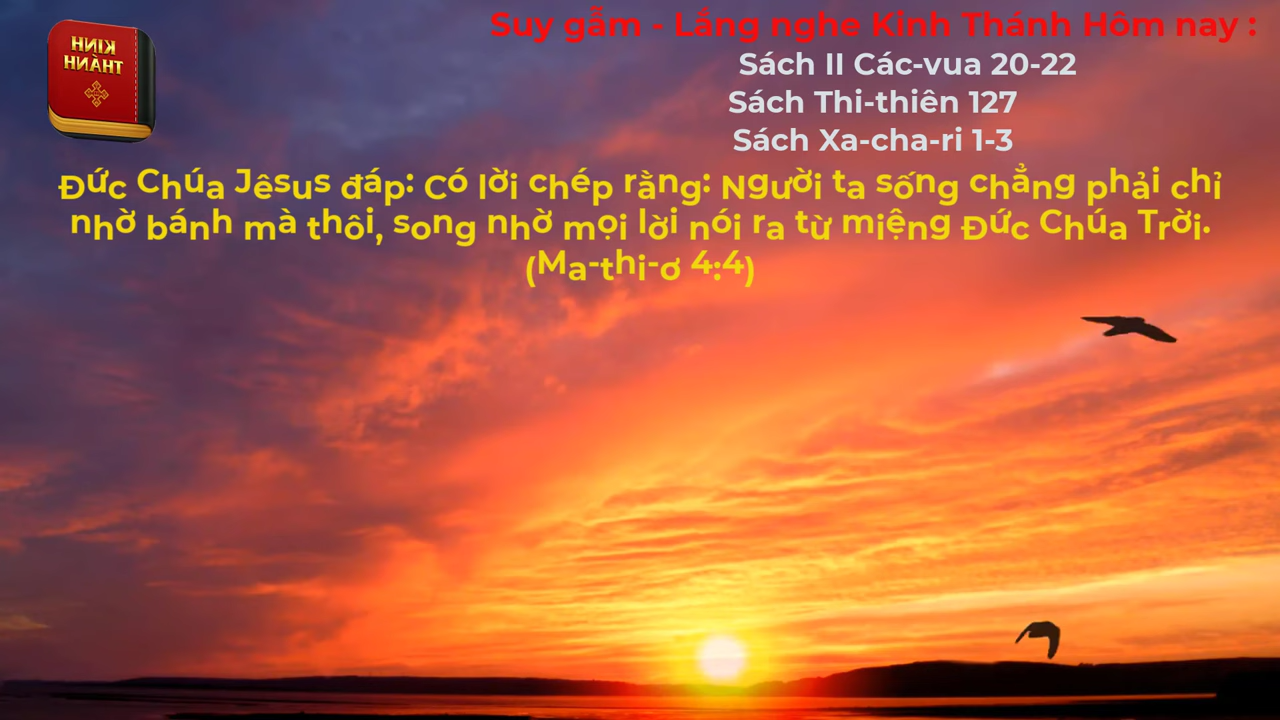 Suy gẫm - Lắng nghe Kinh Thánh Hôm nay :
KINH
THÁNH
Sách II Các-vua 20-22
Sách Thi-thiên 127
Sách Xa-cha-ri 1-3
Đức Chúa Jêsus đáp: Có lời chép rằng: Người ta sống chẳng phải chỉ
nhờ bánh mà thôi, song nhờ mọi lời nói ra từ miệng Đức Chúa Trời.
(Ma-thi-ơ 4:4)